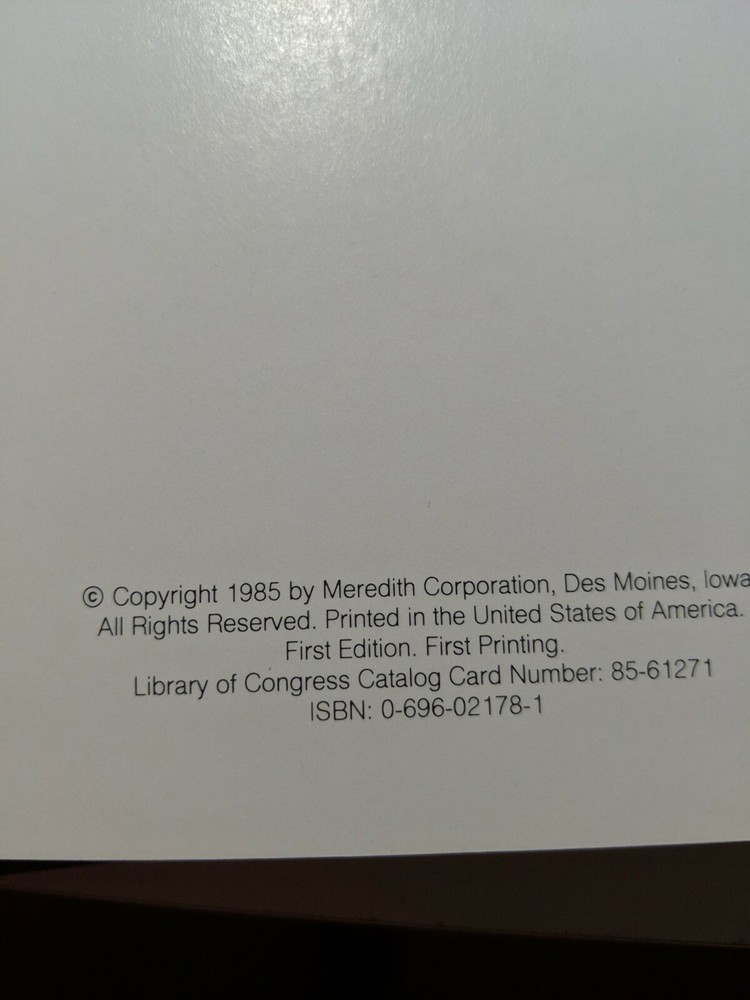 © Copyright 1985 by Meredith Corporation, Des Moines, Iowa
All Rights Reserved. Printed in the United States of America.
First Edition. First Printing.
Library of Congress Catalog Card Number: 85-61271
ISBN: 0-696-02178-1